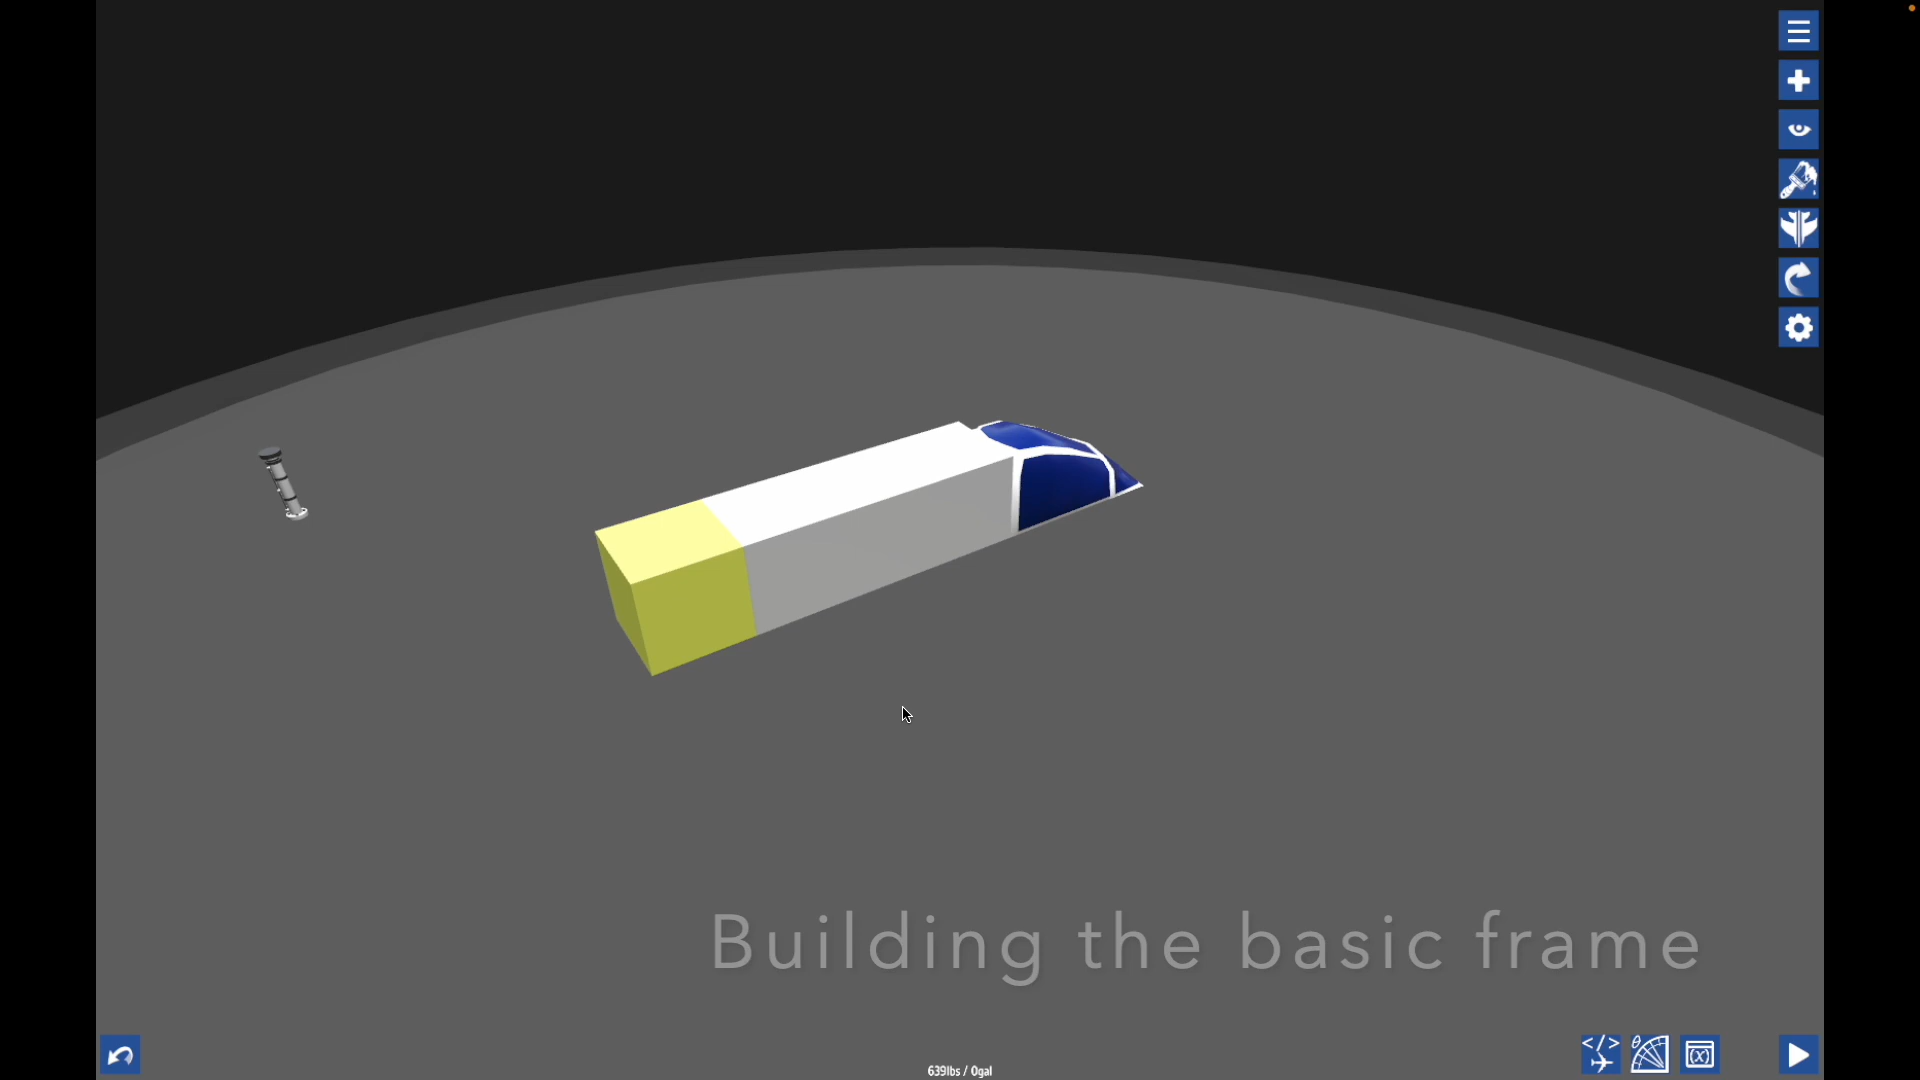 Building the basic frame
</>
(x)
639lbs / 0gal